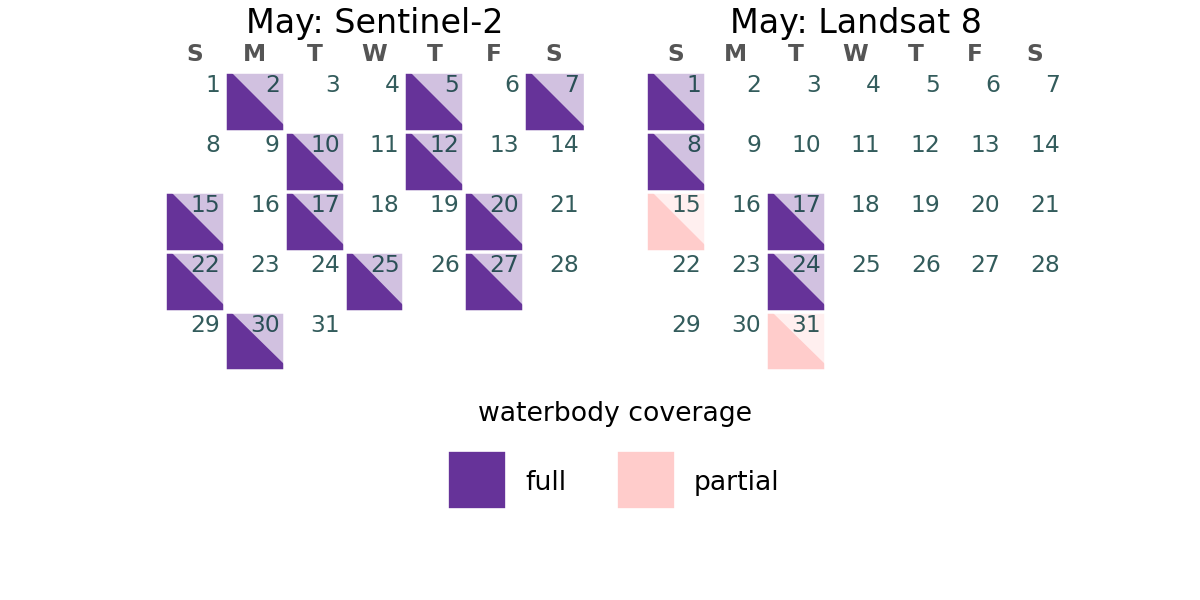 May: Sentinel-2
S M T W T F S
1 2 3 4 5 6 7
8 9 10 11 12 13 14
15 16 17 18 19 20 21
22 23 24 25 26 27 28
29 30 31
May: Landsat 8
S M T W T F S
1 2 3 4 5 6 7
8 9 10 11 12 13 14
15 16 17 18 19 20 21
22 23 24 25 26 27 28
29 30 31
waterbody coverage
full
partial